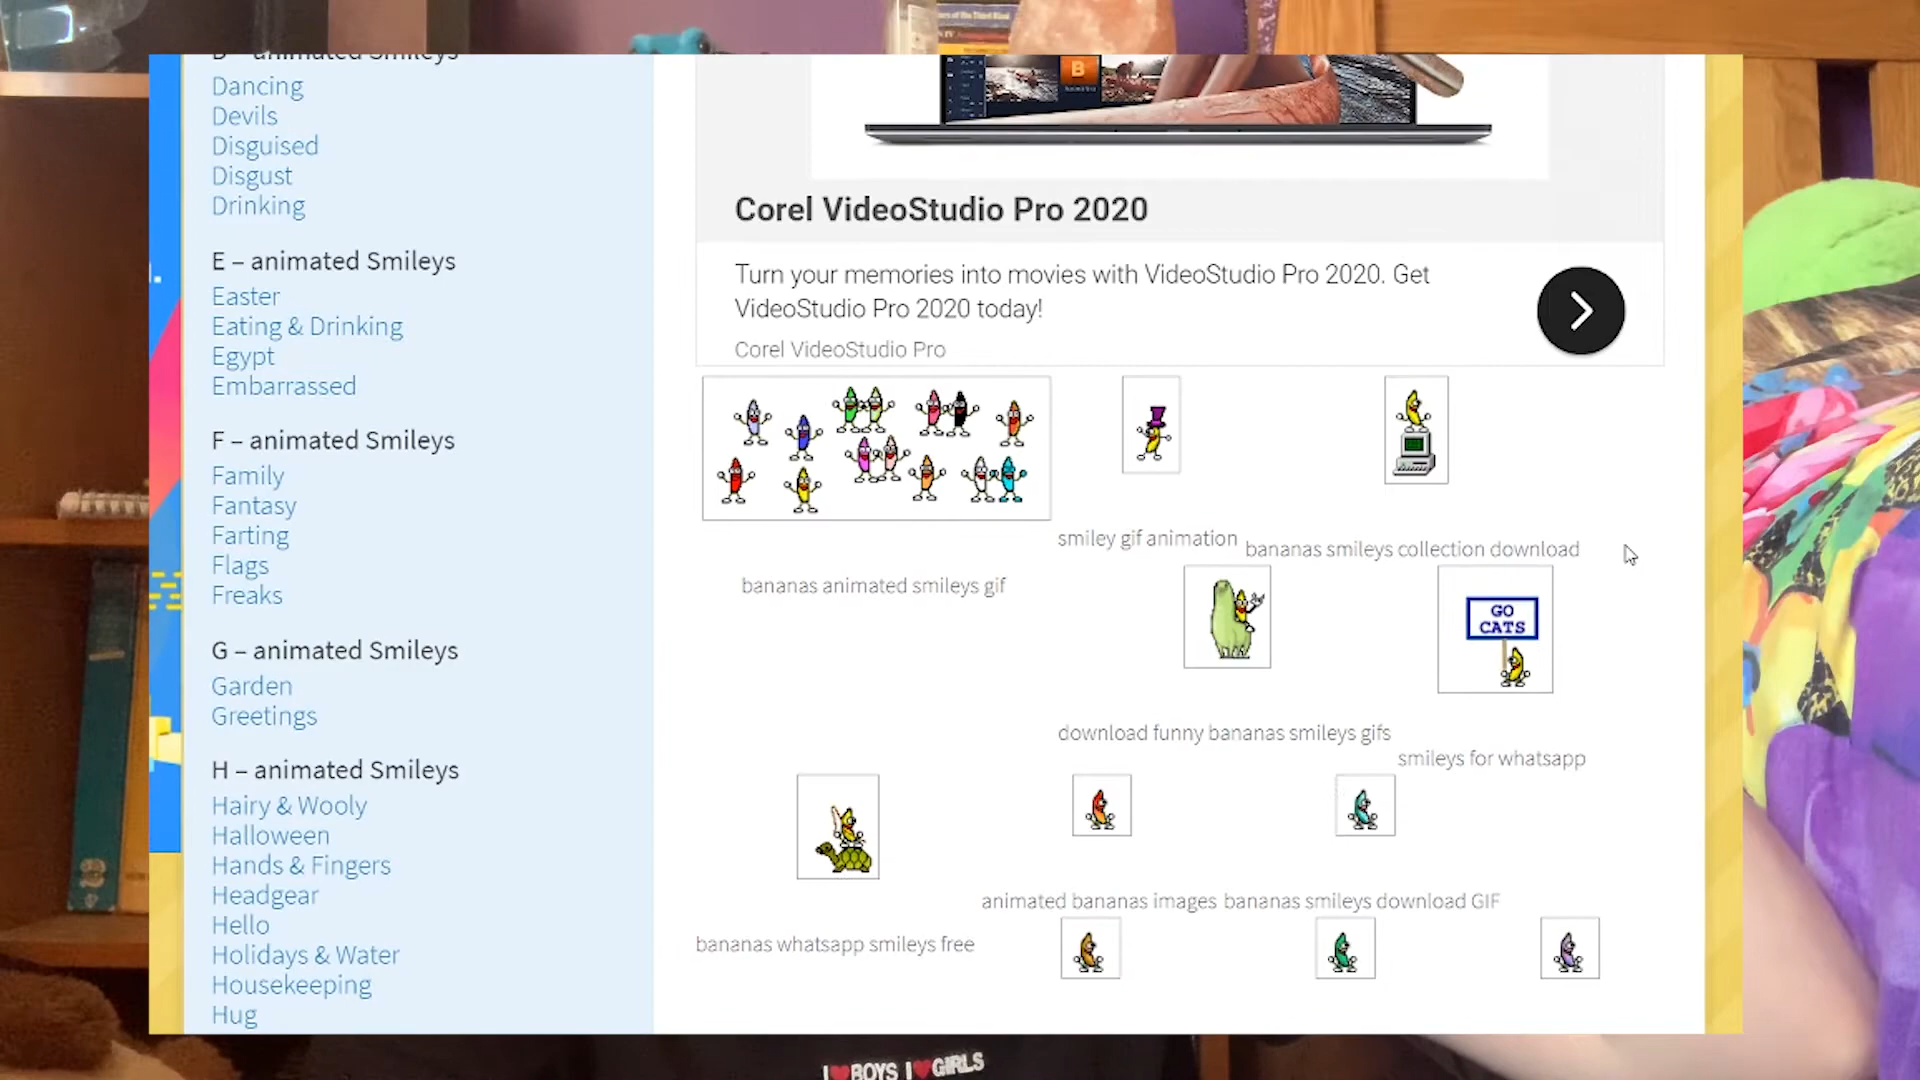 D – animated Smileys
Dancing
Devils
Disguised
Disgust
Drinking
E – animated Smileys
Easter
Eating & Drinking
Egypt
Embarrassed
F – animated Smileys
Family
Fantasy
Farting
Flags
Freaks
G – animated Smileys
Garden
Greetings
H – animated Smileys
Hairy & Wooly
Halloween
Hands & Fingers
Headgear
Hello
Holidays & Water
Housekeeping
Hug
B
Corel VideoStudio Pro 2020
Turn your memories into movies with VideoStudio Pro 2020. Get
VideoStudio Pro 2020 today!
Corel VideoStudio Pro
smiley gif animation
bananas smileys collection download
bananas animated smileys gif
GO
CATS
download funny bananas smileys gifs
smileys for whatsapp
animated bananas images
bananas smileys download GIF
bananas whatsapp smileys free
I ❤ BOYS I ❤ GIRLS